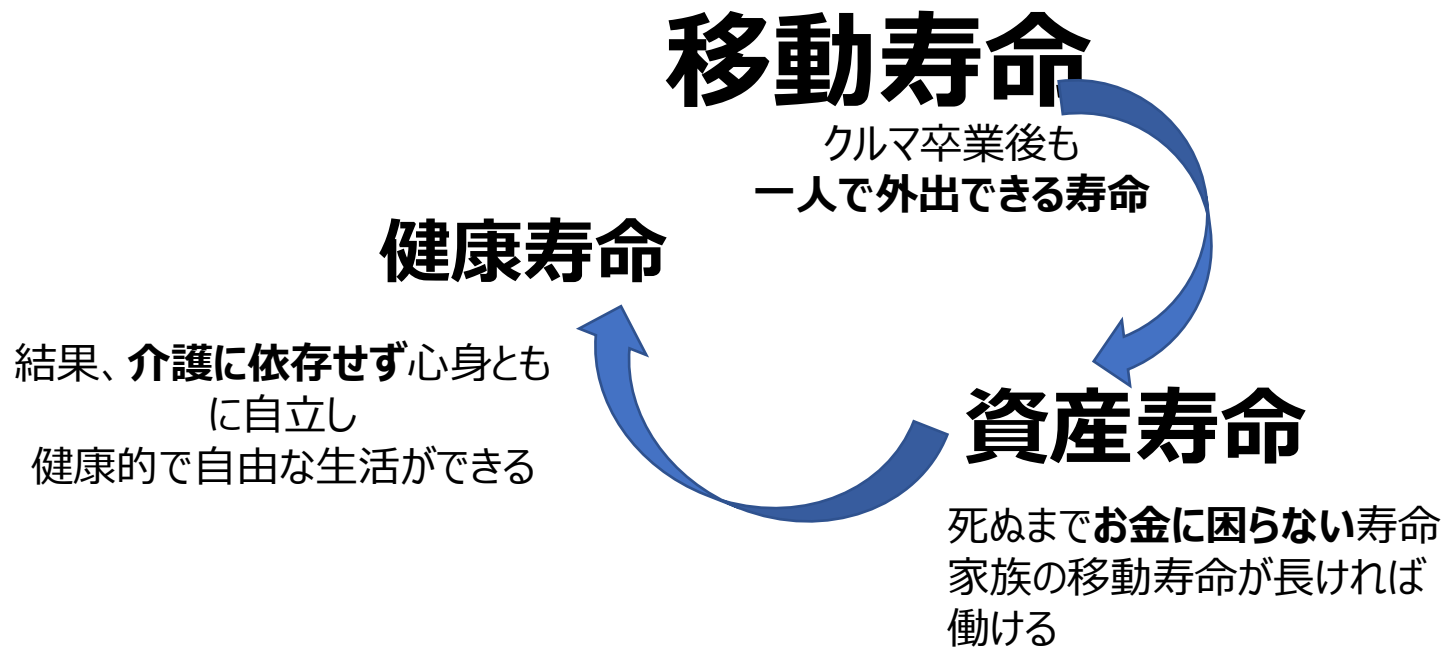 移動寿命
クルマ卒業後も
一人で外出できる寿命
健康寿命
結果、介護に依存せず心身とも
に自立し
健康的で自由な生活ができる
資産寿命
死ぬまでお金に困らない寿命
家族の移動寿命が長ければ
働ける